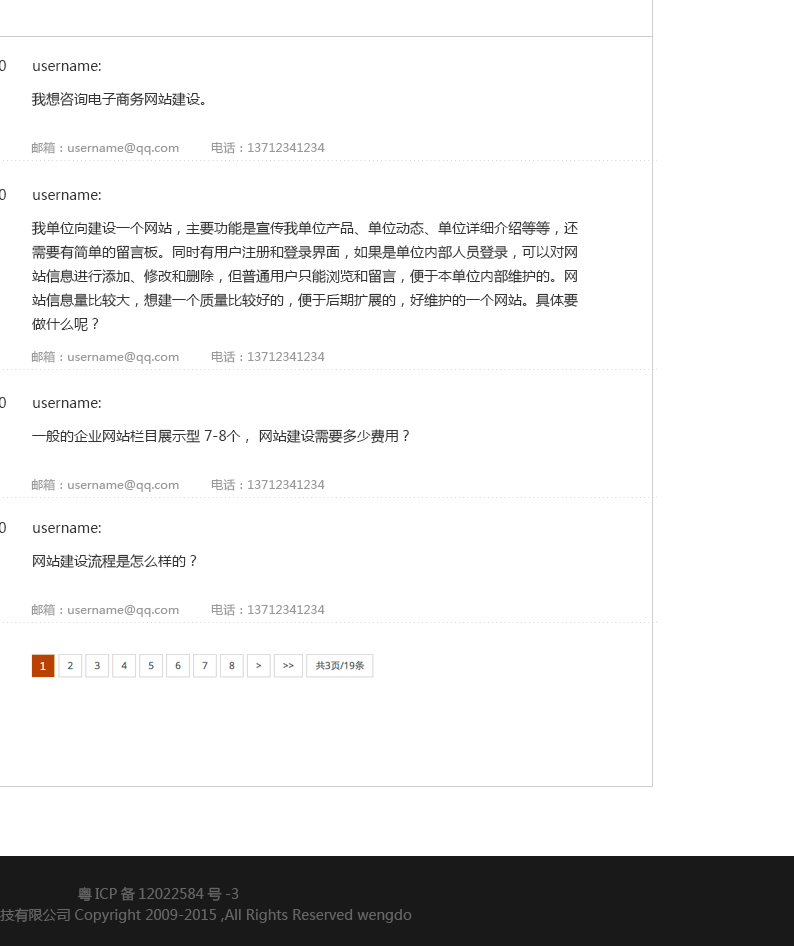 0 username:
我想咨询电子商务网站建设。
邮箱：username@qq.com 电话：13712341234
0 username:
我单位向建设一个网站，主要功能是宣传我单位产品、单位动态、单位详细介绍等等，还
需要有简单的留言板。同时有用户注册和登录界面，如果是单位内部人员登录，可以对网
站信息进行添加、修改和删除，但普通用户只能浏览和留言，便于本单位内部维护的。网
站信息量比较大，想建一个质量比较好的，便于后期扩展的，好维护的一个网站。具体要
做什么呢？
邮箱：username@qq.com 电话：13712341234
0 username:
一般的企业网站栏目展示型 7-8个， 网站建设需要多少费用？
邮箱：username@qq.com 电话：13712341234
0 username:
网站建设流程是怎么样的？
邮箱：username@qq.com 电话：13712341234
1 2 3 4 5 6 7 8 > >> 共3页/19条
粤 ICP 备 12022584 号 -3
技有限公司 Copyright 2009-2015 ,All Rights Reserved wengdo